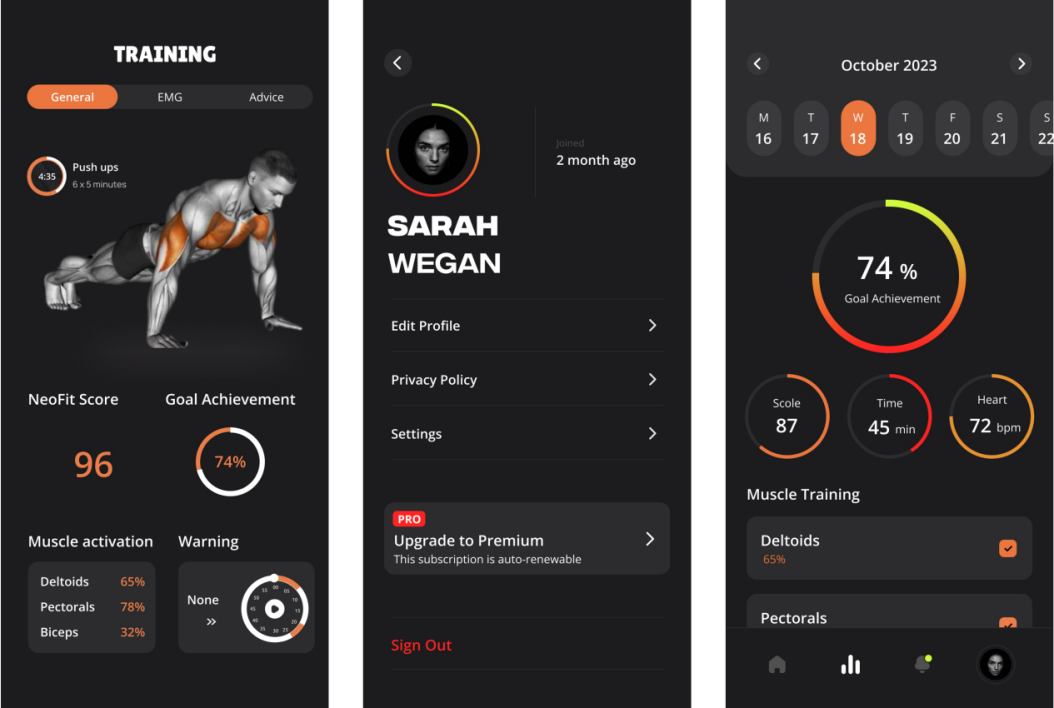 TRAINING
General
EMG
Advice
4:35
Push ups
6 x 5 minutes
NeoFit Score
Goal Achievement
96
74%
Muscle activation
Warning
Deltoids 65%
Pectorals 78%
Biceps 32%
None
»
Joined
2 month ago
SARAH
WEGAN
Edit Profile
Privacy Policy
Settings
PRO
Upgrade to Premium
This subscription is auto-renewable
Sign Out
October 2023
M T W T F S S
16 17 18 19 20 21 22
74 %
Goal Achievement
Scole
87
Time
45 min
Heart
72 bpm
Muscle Training
Deltoids
65%
Pectorals